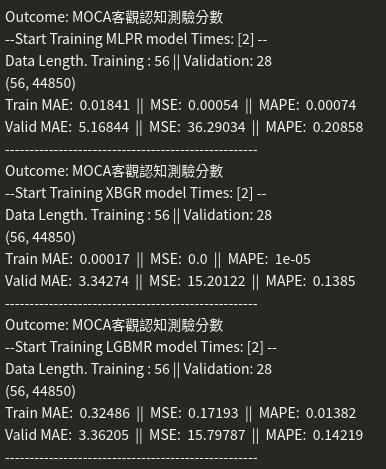 Outcome: MOCA客觀認知測驗分數
--Start Training MLPR model Times: [2] --
Data Length. Training : 56 || Validation: 28
(56, 44850)
Train MAE:  0.01841  ||  MSE:  0.00054  ||  MAPE:  0.00074
Valid MAE:  5.16844  ||  MSE:  36.29034  ||  MAPE:  0.20858
----------------------------------------------------
Outcome: MOCA客觀認知測驗分數
--Start Training XBGR model Times: [2] --
Data Length. Training : 56 || Validation: 28
(56, 44850)
Train MAE:  0.00017  ||  MSE:  0.0  ||  MAPE:  1e-05
Valid MAE:  3.34274  ||  MSE:  15.20122  ||  MAPE:  0.1385
----------------------------------------------------
Outcome: MOCA客觀認知測驗分數
--Start Training LGBMR model Times: [2] --
Data Length. Training : 56 || Validation: 28
(56, 44850)
Train MAE:  0.32486  ||  MSE:  0.17193  ||  MAPE:  0.01382
Valid MAE:  3.36205  ||  MSE:  15.79787  ||  MAPE:  0.14219
----------------------------------------------------